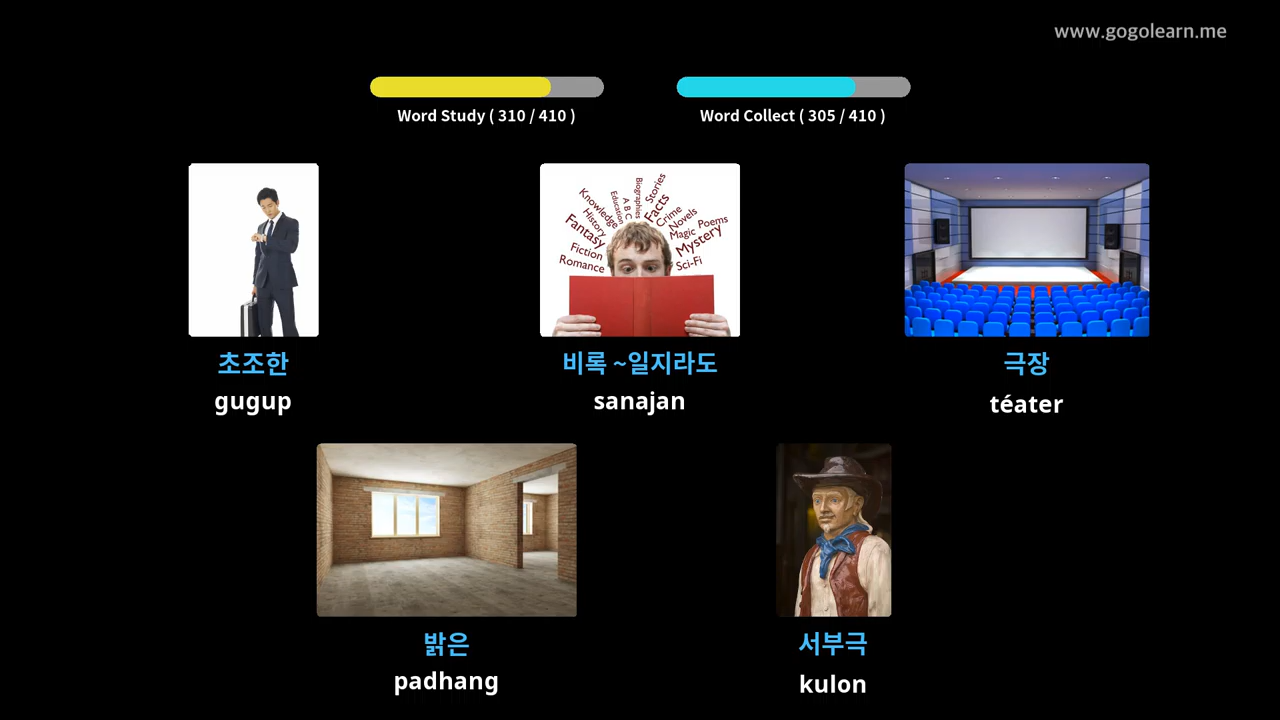 www.gogolearn.me
Word Study ( 310 / 410 )
Word Collect ( 305 / 410 )
Stories
Biographies
Facts
A B C
Education
Crime
Knowledge
Novels
History
Magic
Poems
Fantasy
Mystery
Fiction
Sci-Fi
Romance
초조한
gugup
비록 ~일지라도
sanajan
극장
téater
밝은
padhang
서부극
kulon